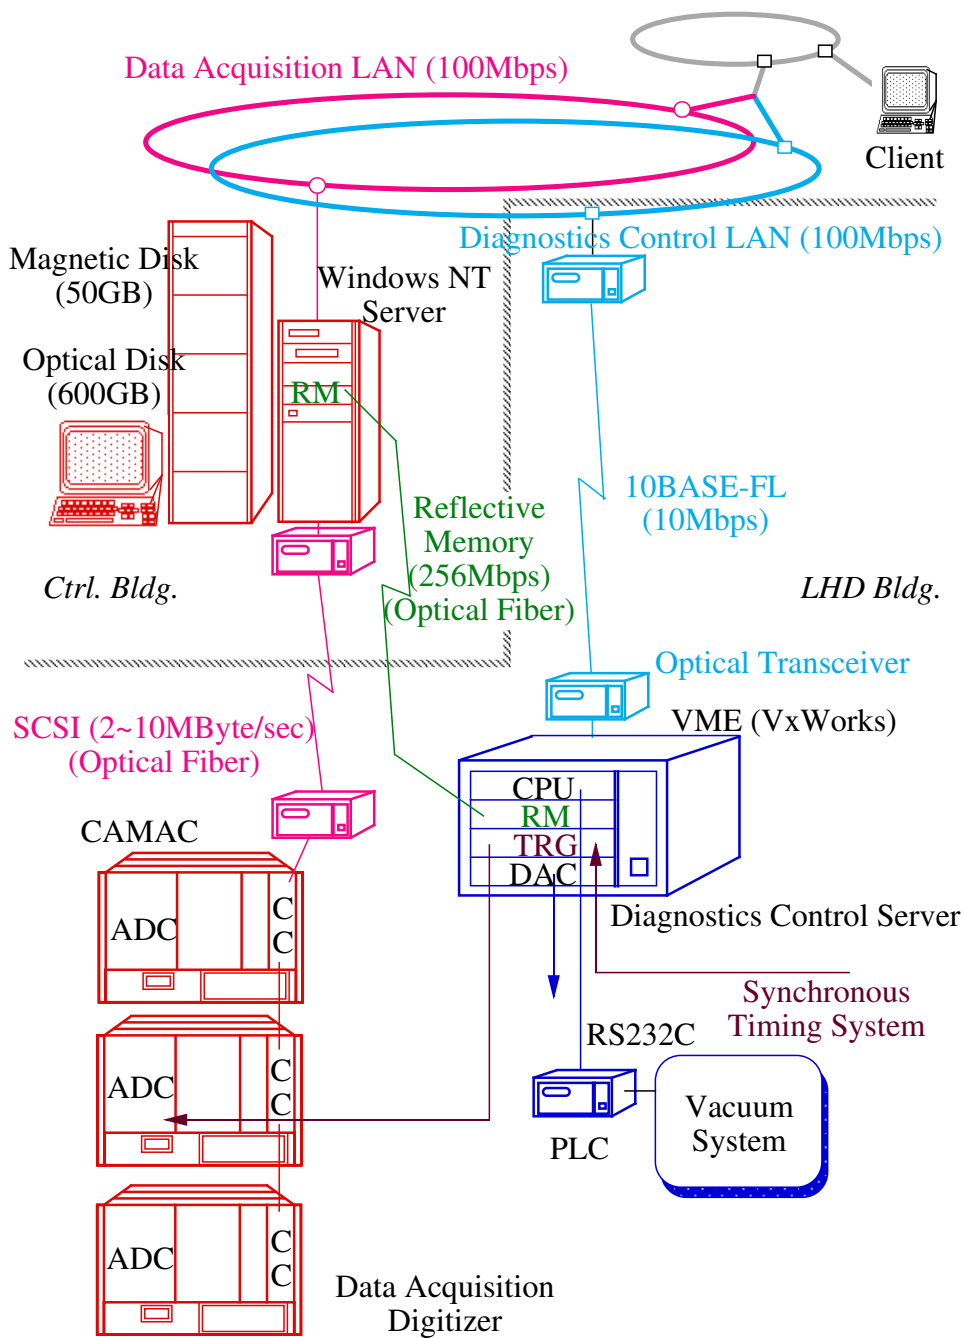 Data Acquisition LAN (100Mbps)
Client
Diagnostics Control LAN (100Mbps)
Magnetic Disk
(50GB)
Windows NT
Server
Optical Disk
(600GB)
RM
10BASE-FL
(10Mbps)
Reflective
Memory
(256Mbps)
(Optical Fiber)
Ctrl. Bldg.
LHD Bldg.
Optical Transceiver
SCSI (2~10MByte/sec)
(Optical Fiber)
VME (VxWorks)
CPU
RM
TRG
DAC
CAMAC
ADC
C
C
Diagnostics Control Server
Synchronous
Timing System
RS232C
ADC
C
C
PLC
Vacuum
System
ADC
C
C
Data Acquisition
Digitizer